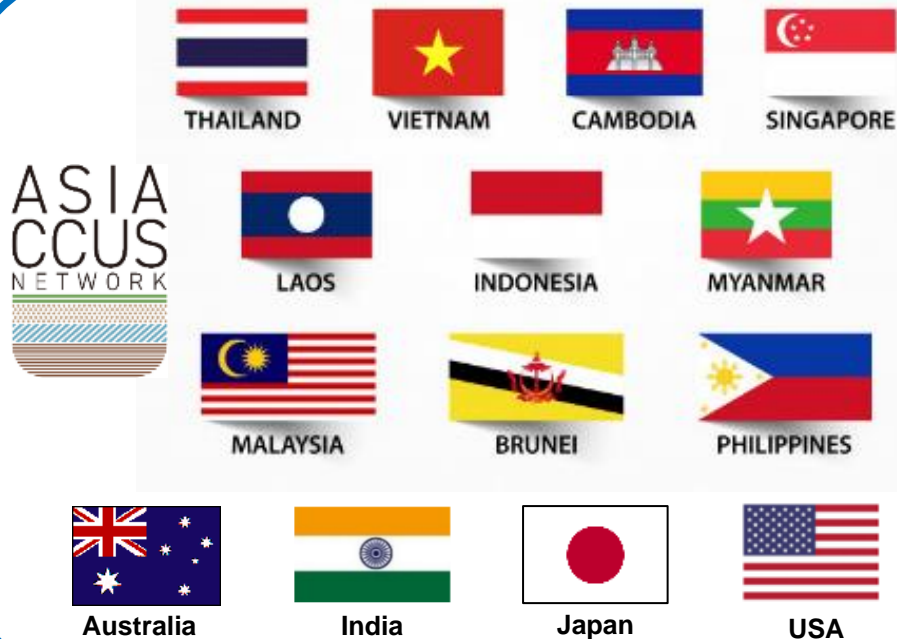 THAILAND VIETNAM CAMBODIA SINGAPORE
ASIA
CCUS
NETWORK
LAOS INDONESIA MYANMAR
MALAYSIA BRUNEI PHILIPPINES
Australia India Japan USA